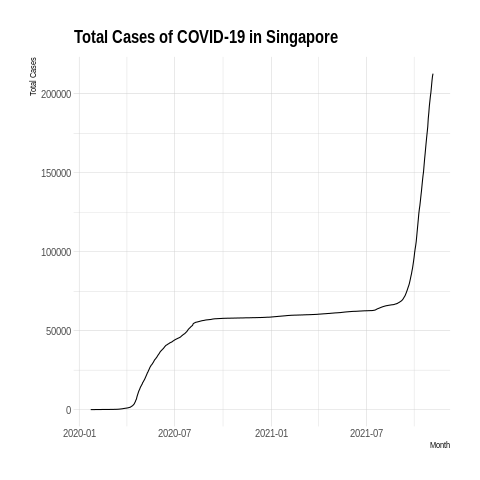 Total Cases of COVID-19 in Singapore
Total Cases
200000
150000
100000
50000
0
2020-01 2020-07 2021-01 2021-07
Month